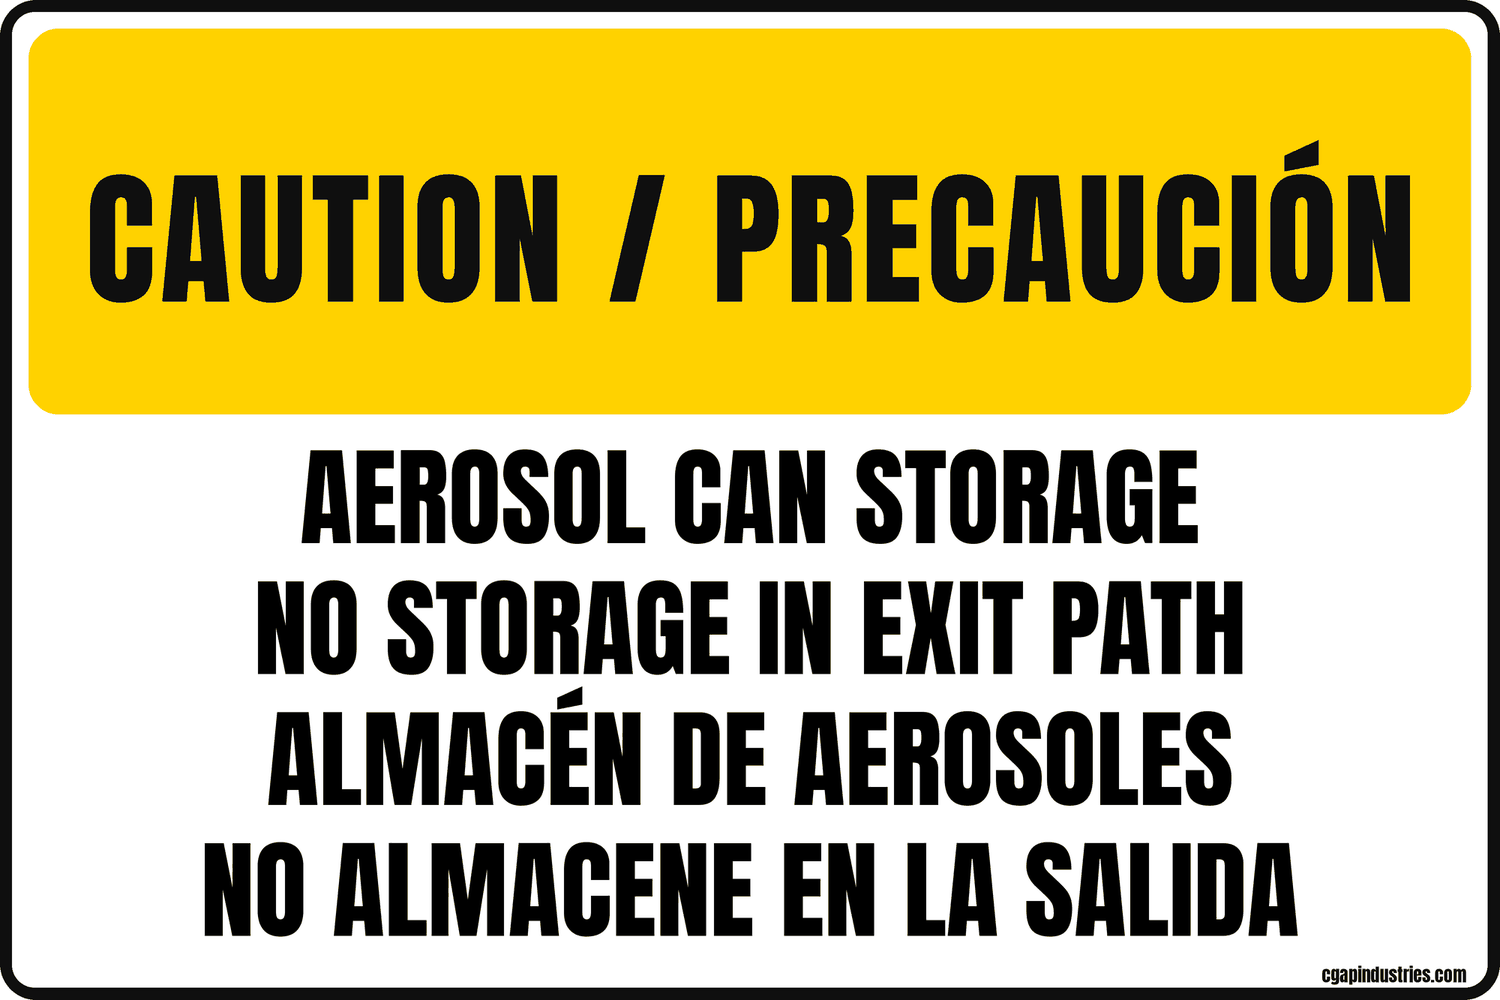 CAUTION / PRECAUCIÓN
AEROSOL CAN STORAGE
NO STORAGE IN EXIT PATH
ALMACÉN DE AEROSOLES
NO ALMACENE EN LA SALIDA
cgapindustries.com